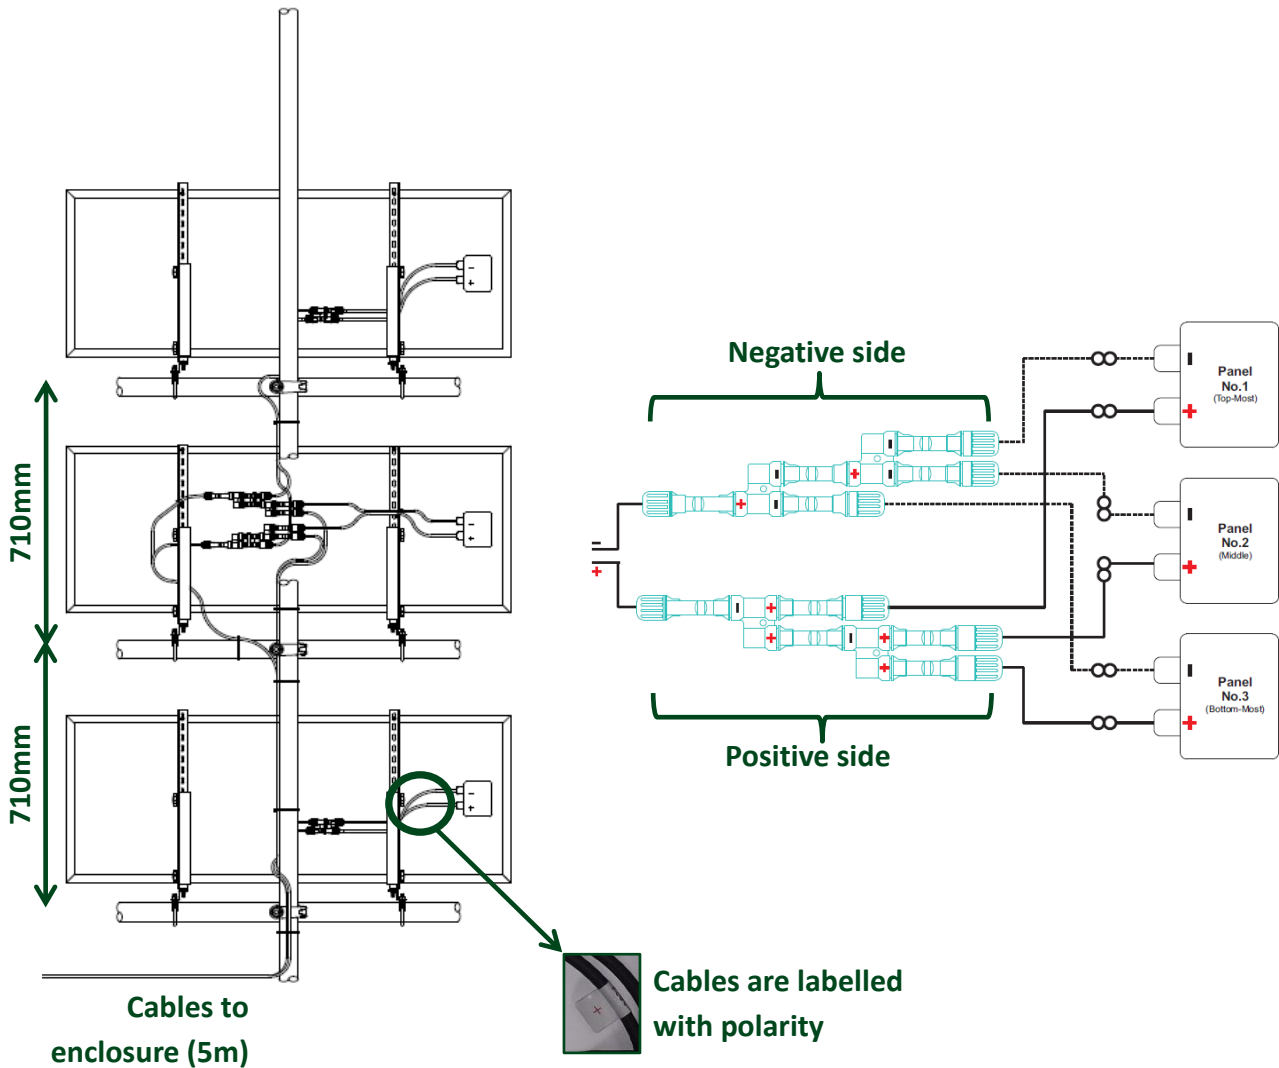 -
+
710mm
-
+
710mm
-
+
Cables to
enclosure (5m)
Cables are labelled
with polarity
+
Negative side
-
-
+
-
+
-
-
+
-
+
+
-
+
+
Positive side
-
Panel
No.1
(Top-Most)
+
-
Panel
No.2
(Middle)
+
-
Panel
No.3
(Bottom-Most)
+